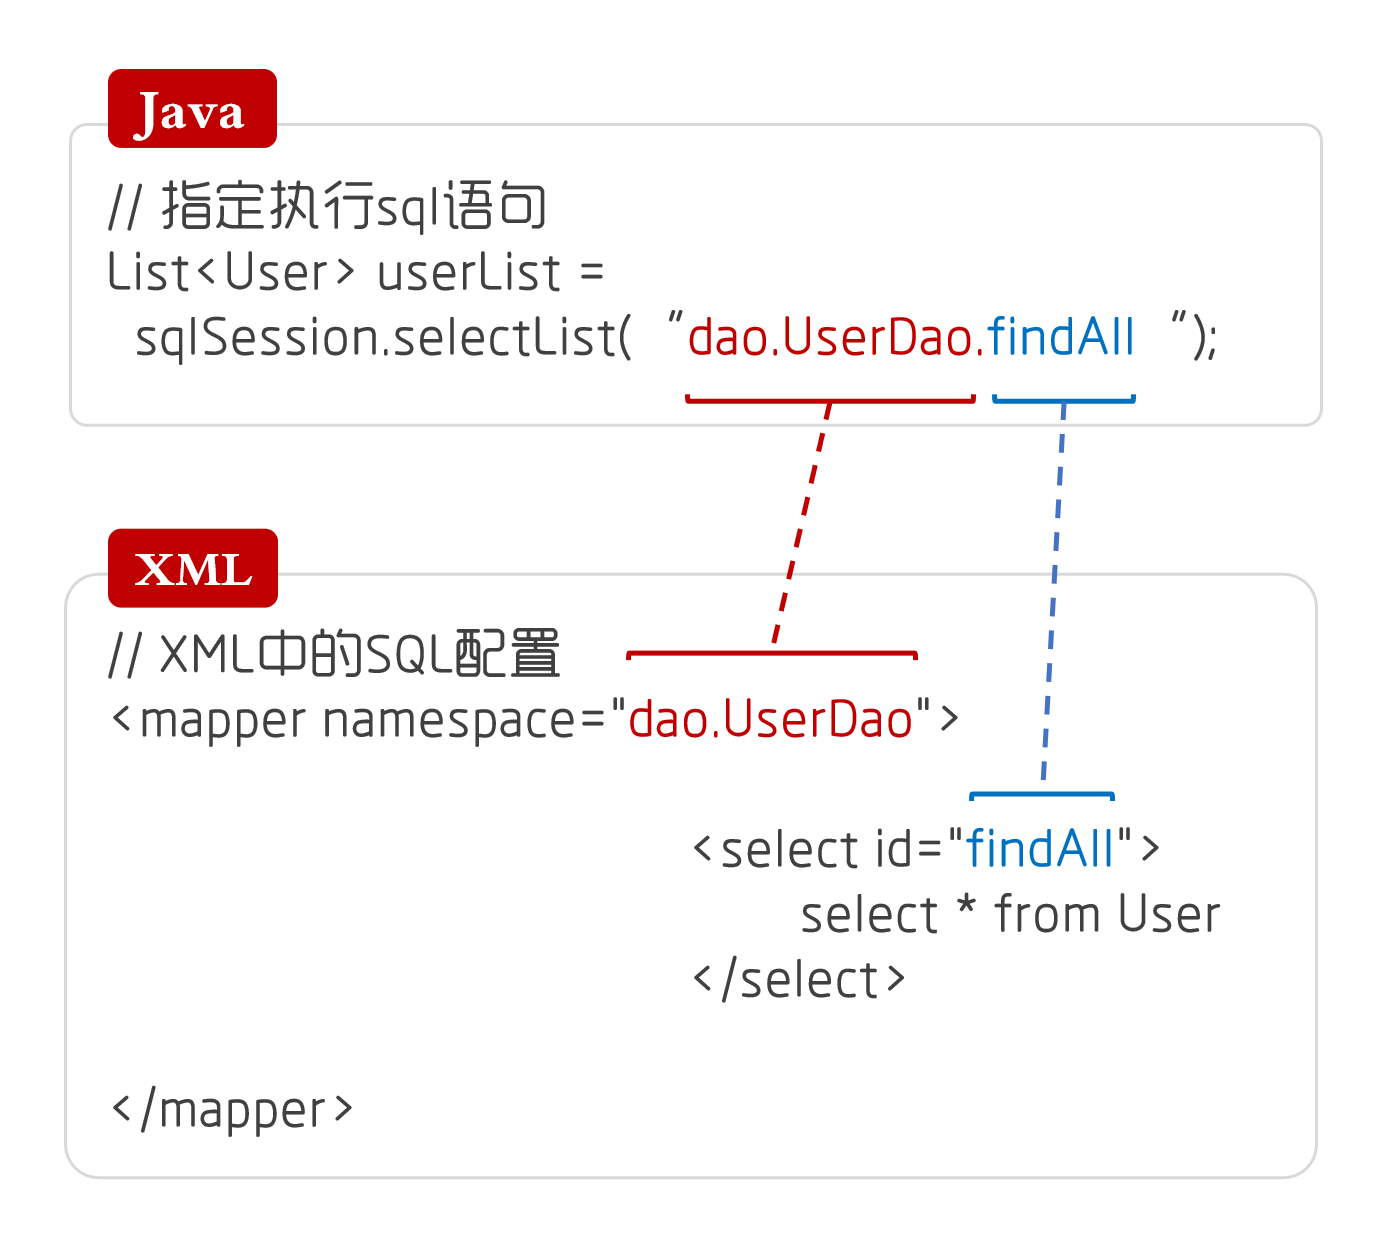 Java
// 指定执行sql语句
List<User> userList =
sqlSession.selectList( "dao.UserDao.findAll ");
XML
// XML中的SQL配置
<mapper namespace="dao.UserDao">
<select id="findAll">
select * from User
</select>
</mapper>